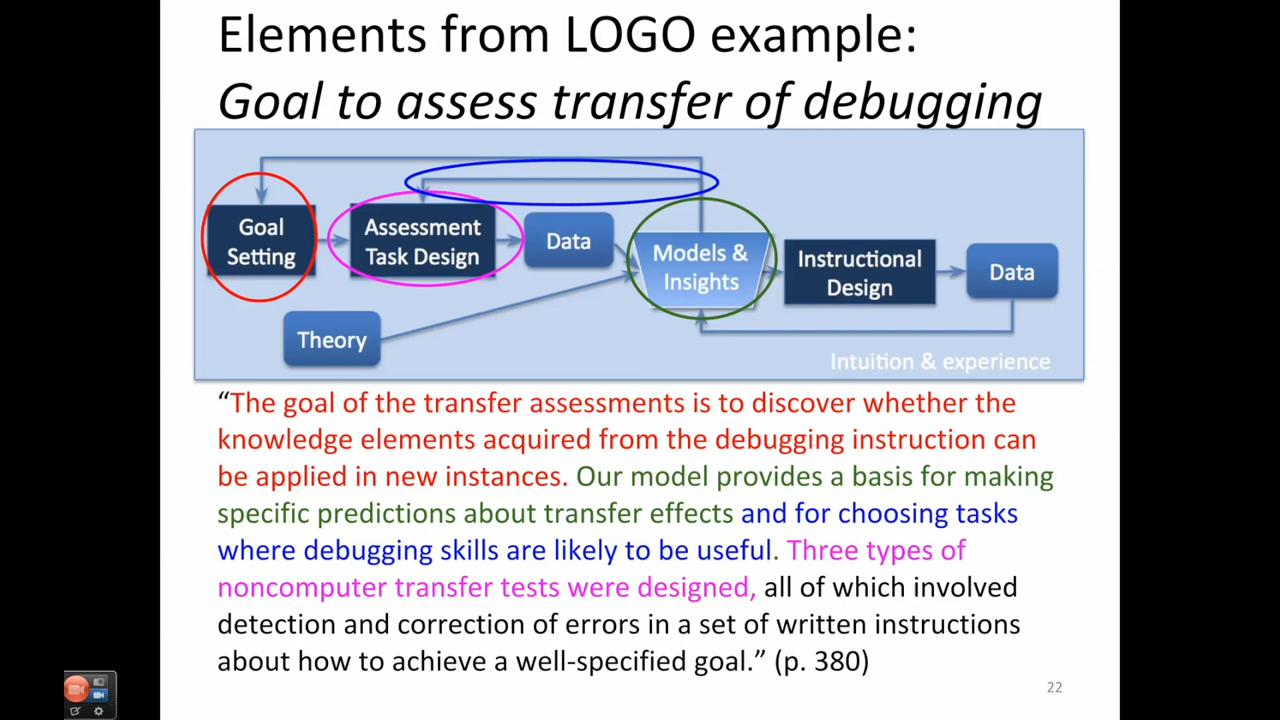 Elements from LOGO example:
Goal to assess transfer of debugging
Goal
Setting
Assessment
Task Design
Data
Models &
Insights
Instructional
Design
Data
Theory
Intuition & experience
“The goal of the transfer assessments is to discover whether the
knowledge elements acquired from the debugging instruction can
be applied in new instances. Our model provides a basis for making
specific predictions about transfer effects and for choosing tasks
where debugging skills are likely to be useful. Three types of
noncomputer transfer tests were designed, all of which involved
detection and correction of errors in a set of written instructions
about how to achieve a well-specified goal.” (p. 380)
22